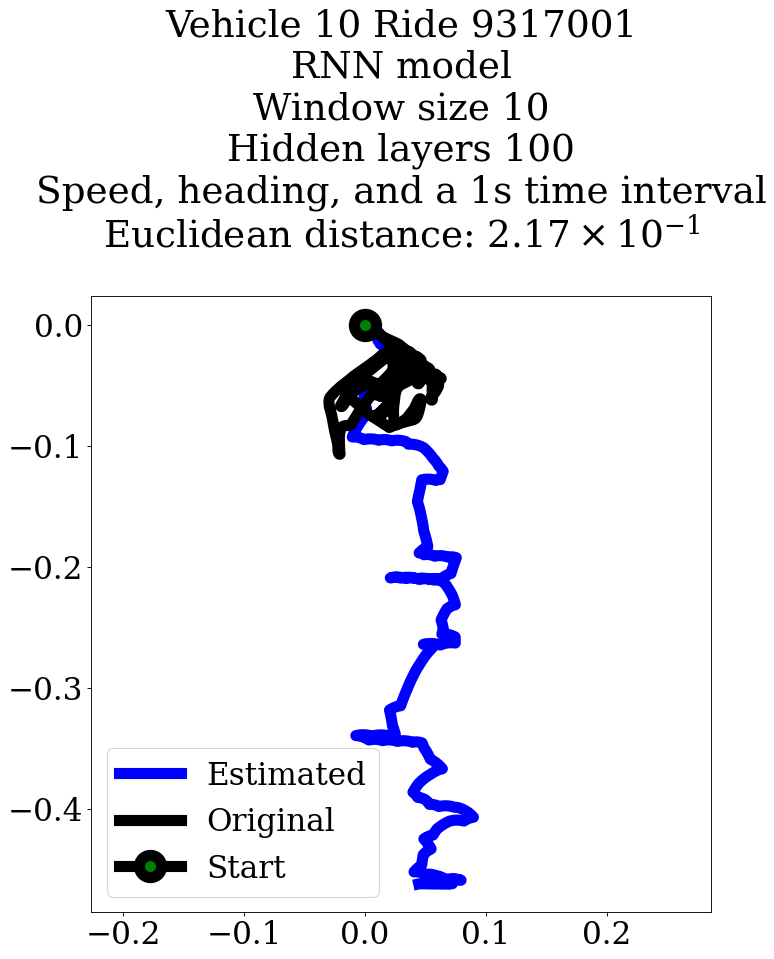 Vehicle 10 Ride 9317001
RNN model
Window size 10
Hidden layers 100
Speed, heading, and a 1s time interval
Euclidean distance: 2.17 × 10⁻¹
0.0
−0.1
−0.2
−0.3
−0.4
Estimated
Original
Start
−0.2 −0.1 0.0 0.1 0.2